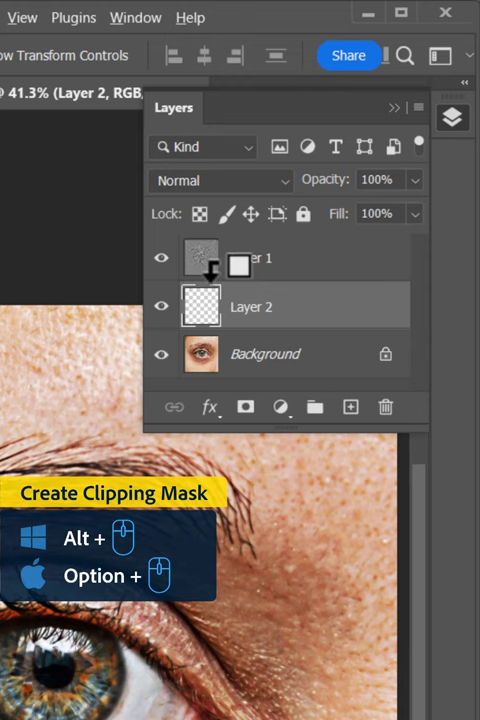 View Plugins Window Help
ow Transform Controls
Share
@ 41.3% (Layer 2, RGB,
Layers
Kind
Normal Opacity: 100%
Lock: Fill: 100%
er 1
Layer 2
Background
fx
Create Clipping Mask
Alt +
Option +